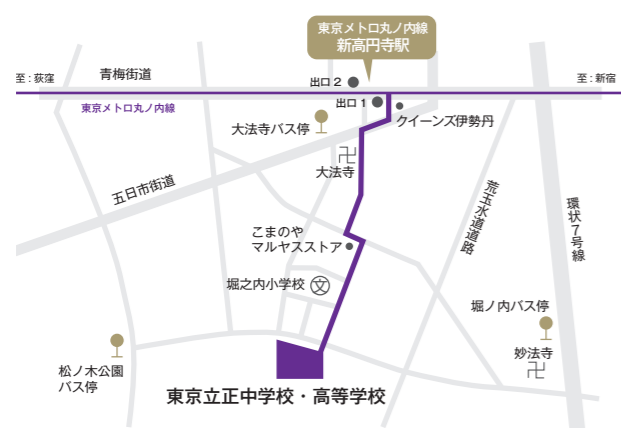 東京メトロ丸ノ内線
新高円寺駅
至:荻窪
青梅街道
出口2
至:新宿
東京メトロ丸ノ内線
出口1
クイーンズ伊勢丹
大法寺バス停
卍
大法寺
五日市街道
荒玉水道道路
環状7号線
こまのや
マルヤスストア
堀之内小学校
文
堀ノ内バス停
妙法寺
卍
松ノ木公園
バス停
東京立正中学校・高等学校